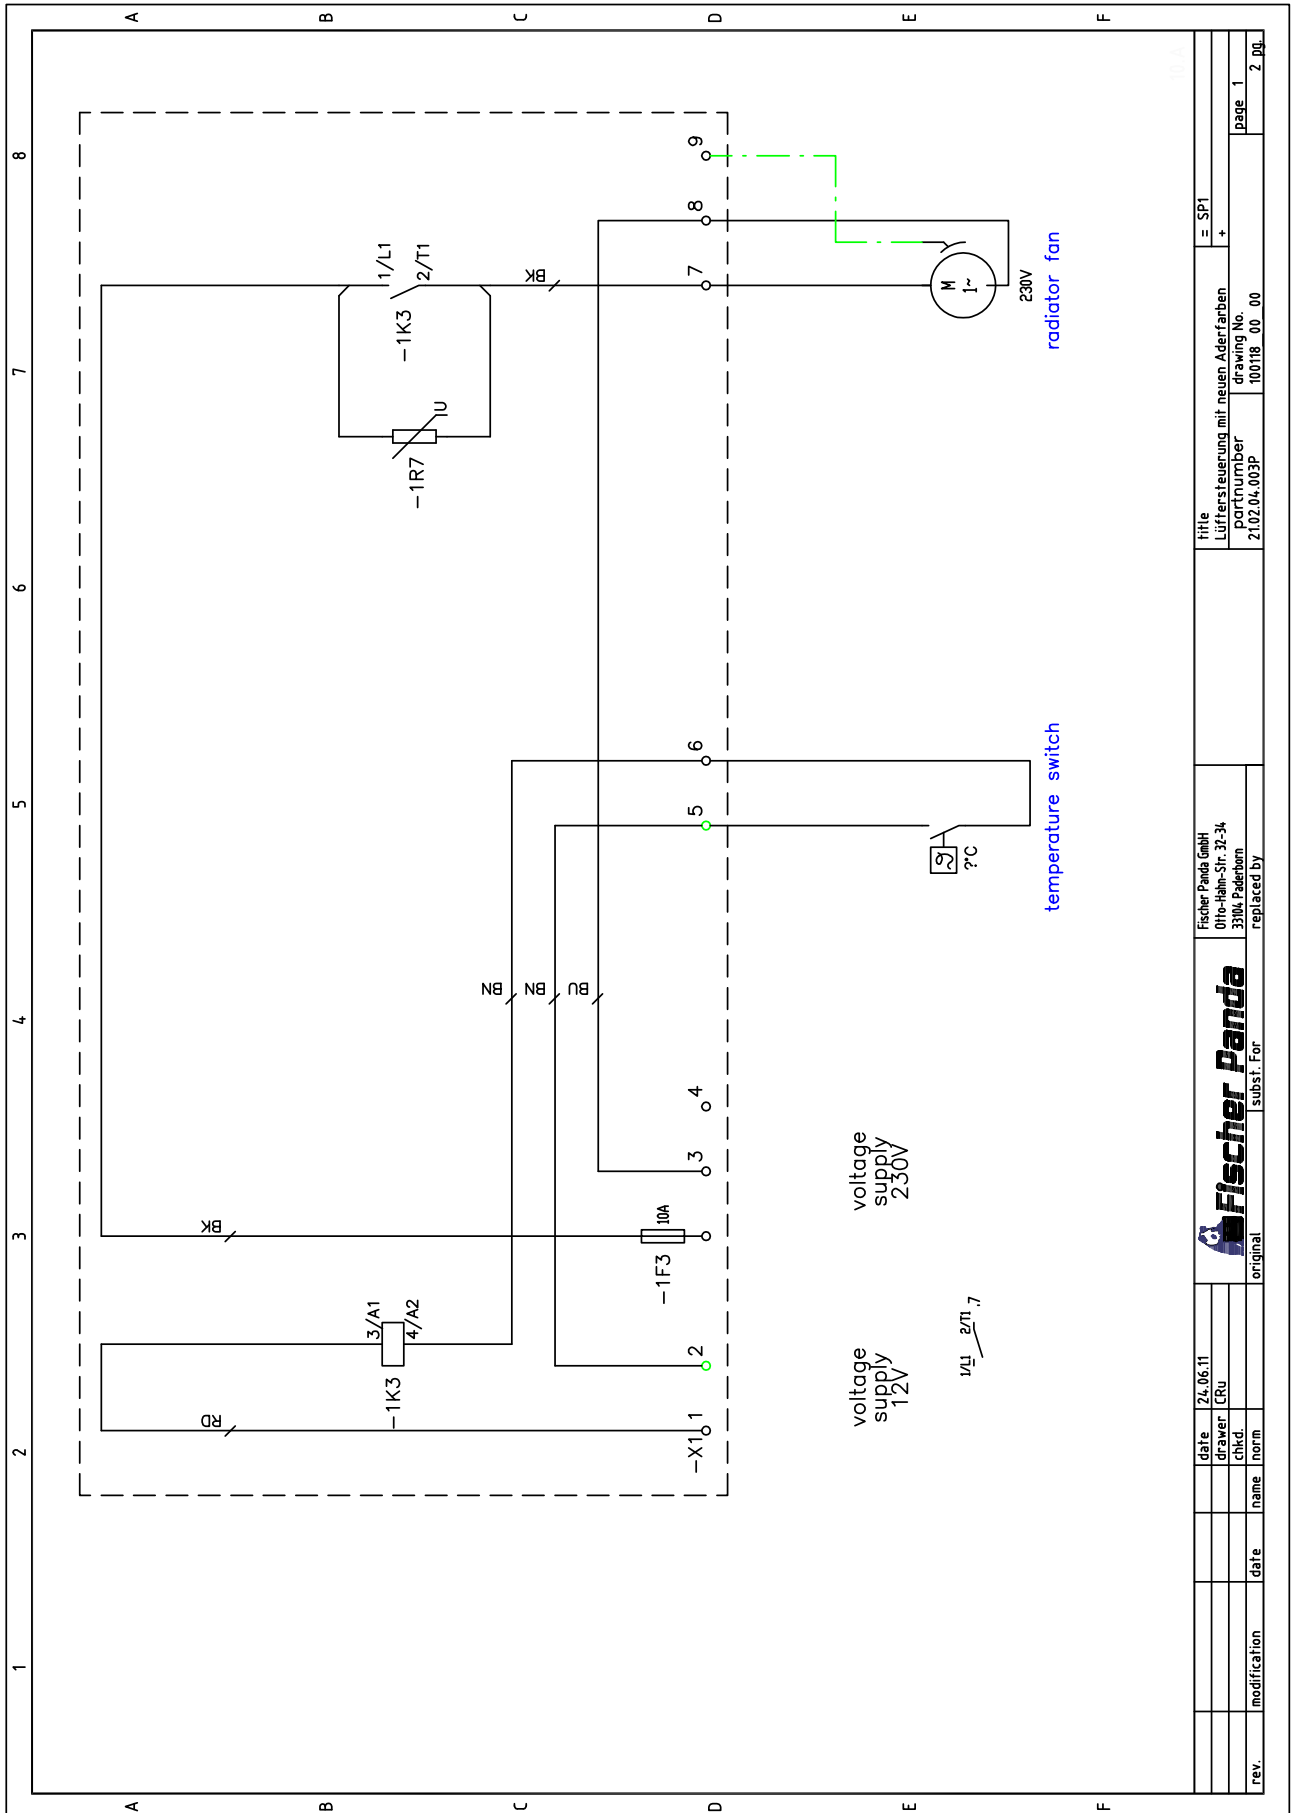 1
2
3
4
5
6
7
8
A
A
B
B
C
C
D
D
E
E
F
F
RD
BK
3/A1
4/A2
-1K3
BN
BN
BU
1/L1
2/T1
-1K3
-1R7
U
BK
-1F3
10A
-X1
1
2
3
4
5
6
7
8
9
voltage
supply
12V
voltage
supply
230V
1/L1 2/T1 .7
?°C
temperature switch
M
1~
230V
radiator fan
rev.
modification
date
name
date
24.06.11
drawer
CRu
chkd.
norm
original
Fischer Panda
subst. For
Fischer Panda GmbH
Otto-Hahn-Str. 32-34
33104 Paderborn
replaced by
title
Lüftersteuerung mit neuen Aderfarben
partnumber
21.02.04.003P
drawing No.
100118_00_00
= SP1
+
page 1
2 pg.